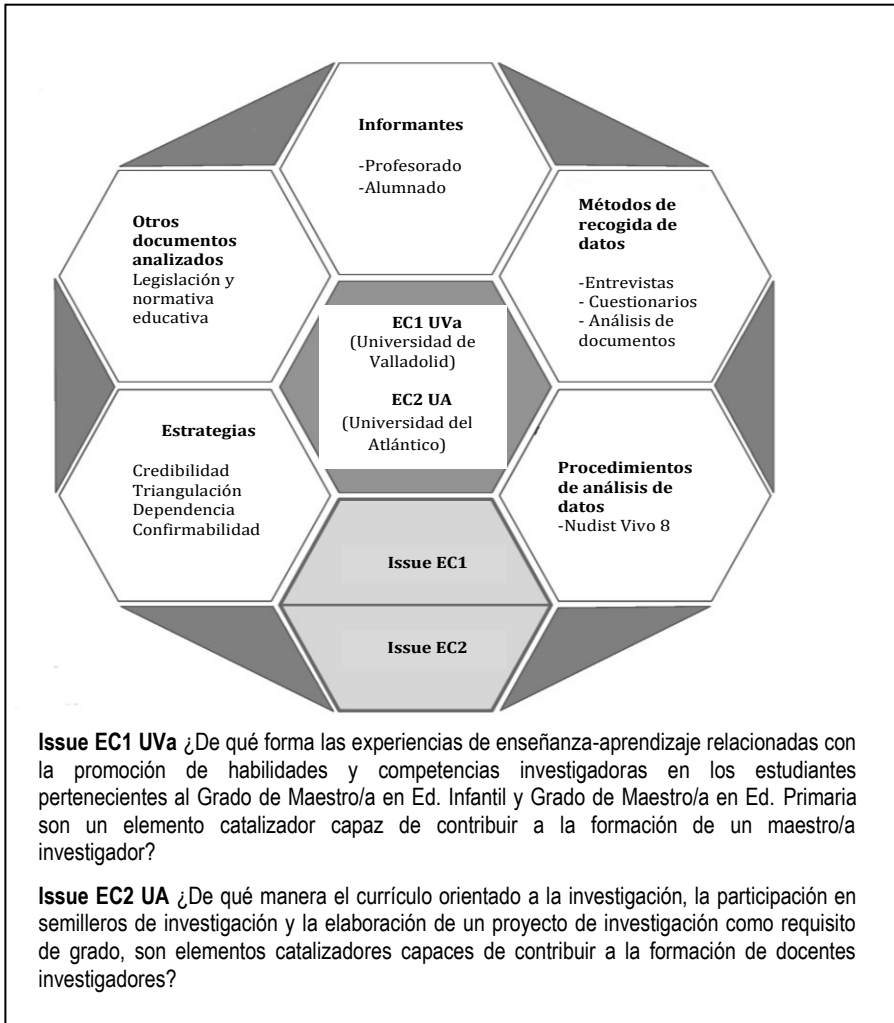 Informantes
-Profesorado
-Alumnado
Otros
documentos
analizados
Legislación y
normativa
educativa
Métodos de
recogida de
datos
-Entrevistas
- Cuestionarios
- Análisis de
documentos
EC1 UVa
(Universidad de
Valladolid)
EC2 UA
(Universidad del
Atlántico)
Estrategias
Credibilidad
Triangulación
Dependencia
Confirmabilidad
Procedimientos
de análisis de
datos
-Nudist Vivo 8
Issue EC1
Issue EC2
Issue EC1 UVa ¿De qué forma las experiencias de enseñanza-aprendizaje relacionadas con
la promoción de habilidades y competencias investigadoras en los estudiantes
pertenecientes al Grado de Maestro/a en Ed. Infantil y Grado de Maestro/a en Ed. Primaria
son un elemento catalizador capaz de contribuir a la formación de un maestro/a
investigador?
Issue EC2 UA ¿De qué manera el currículo orientado a la investigación, la participación en
semilleros de investigación y la elaboración de un proyecto de investigación como requisito
de grado, son elementos catalizadores capaces de contribuir a la formación de docentes
investigadores?